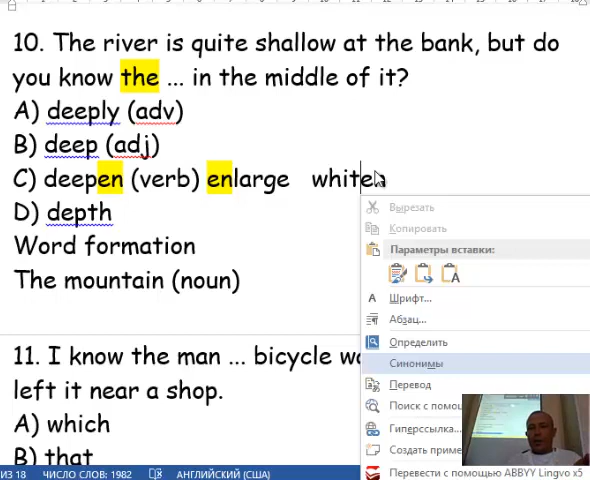 10. The river is quite shallow at the bank, but do
you know the ... in the middle of it?
A) deeply (adv)
B) deep (adj)
C) deepen (verb) enlarge whiten
D) depth
Word formation
The mountain (noun)
11. I know the man ... bicycle
left it near a shop.
A) which
B) that
Вырезать
Копировать
Параметры вставки:
Шрифт...
Абзац...
Определить
Синонимы
Перевод
Поиск с
Гиперссылка...
Создать
Перевести с помощью ABBYY Lingvo x5
ИЗ 18 ЧИСЛО СЛОВ: 1982 АНГЛИЙСКИЙ (США)